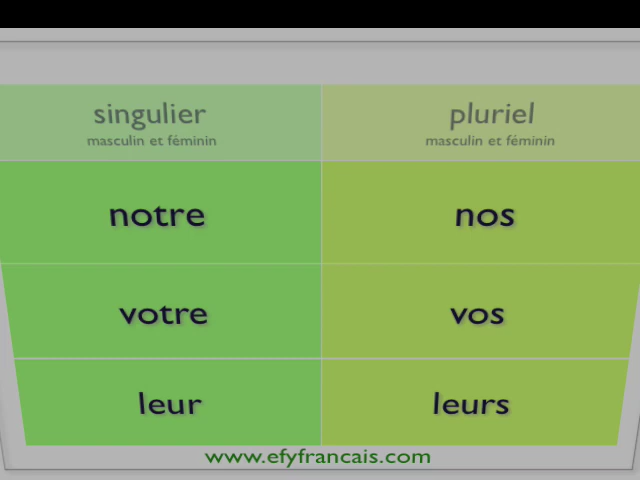 singulier pluriel
masculin et féminin masculin et féminin
notre nos
votre vos
leur leurs
www.efyfrancais.com